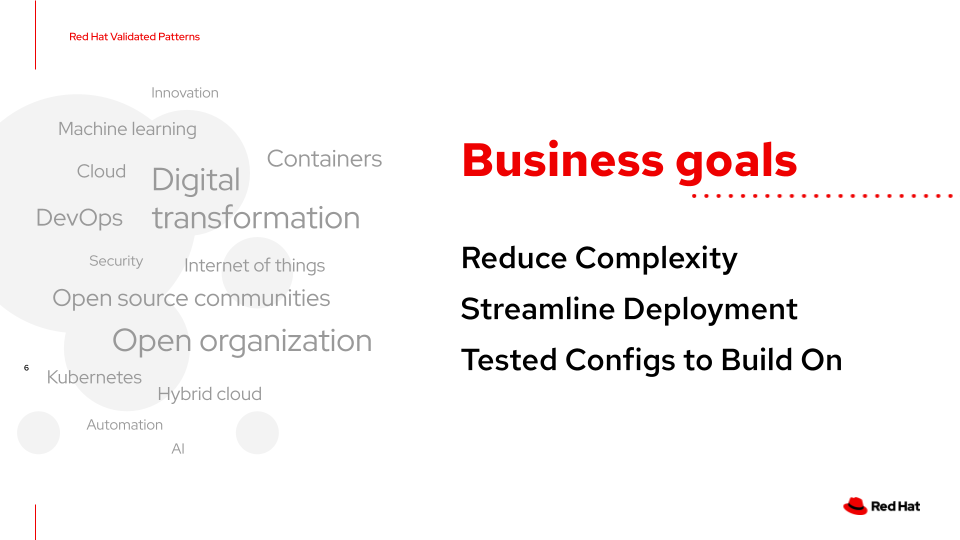 Red Hat Validated Patterns
Innovation
Machine learning
Containers
Cloud
Digital
transformation
DevOps
Security
Internet of things
Open source communities
Open organization
Kubernetes
Hybrid cloud
Automation
AI
6
Business goals
Reduce Complexity
Streamline Deployment
Tested Configs to Build On
Red Hat